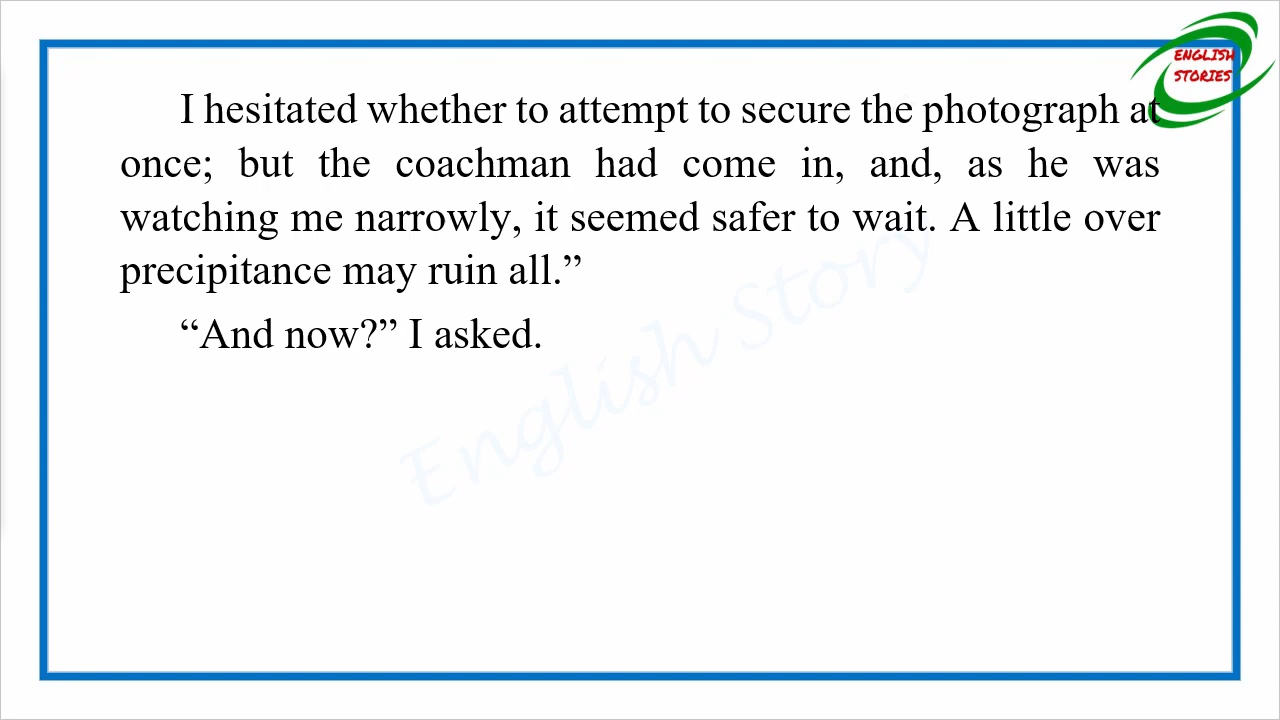 ENGLISH
STORIES
I hesitated whether to attempt to secure the photograph at
once; but the coachman had come in, and, as he was
watching me narrowly, it seemed safer to wait. A little over
precipitance may ruin all.”
“And now?” I asked.
English Story